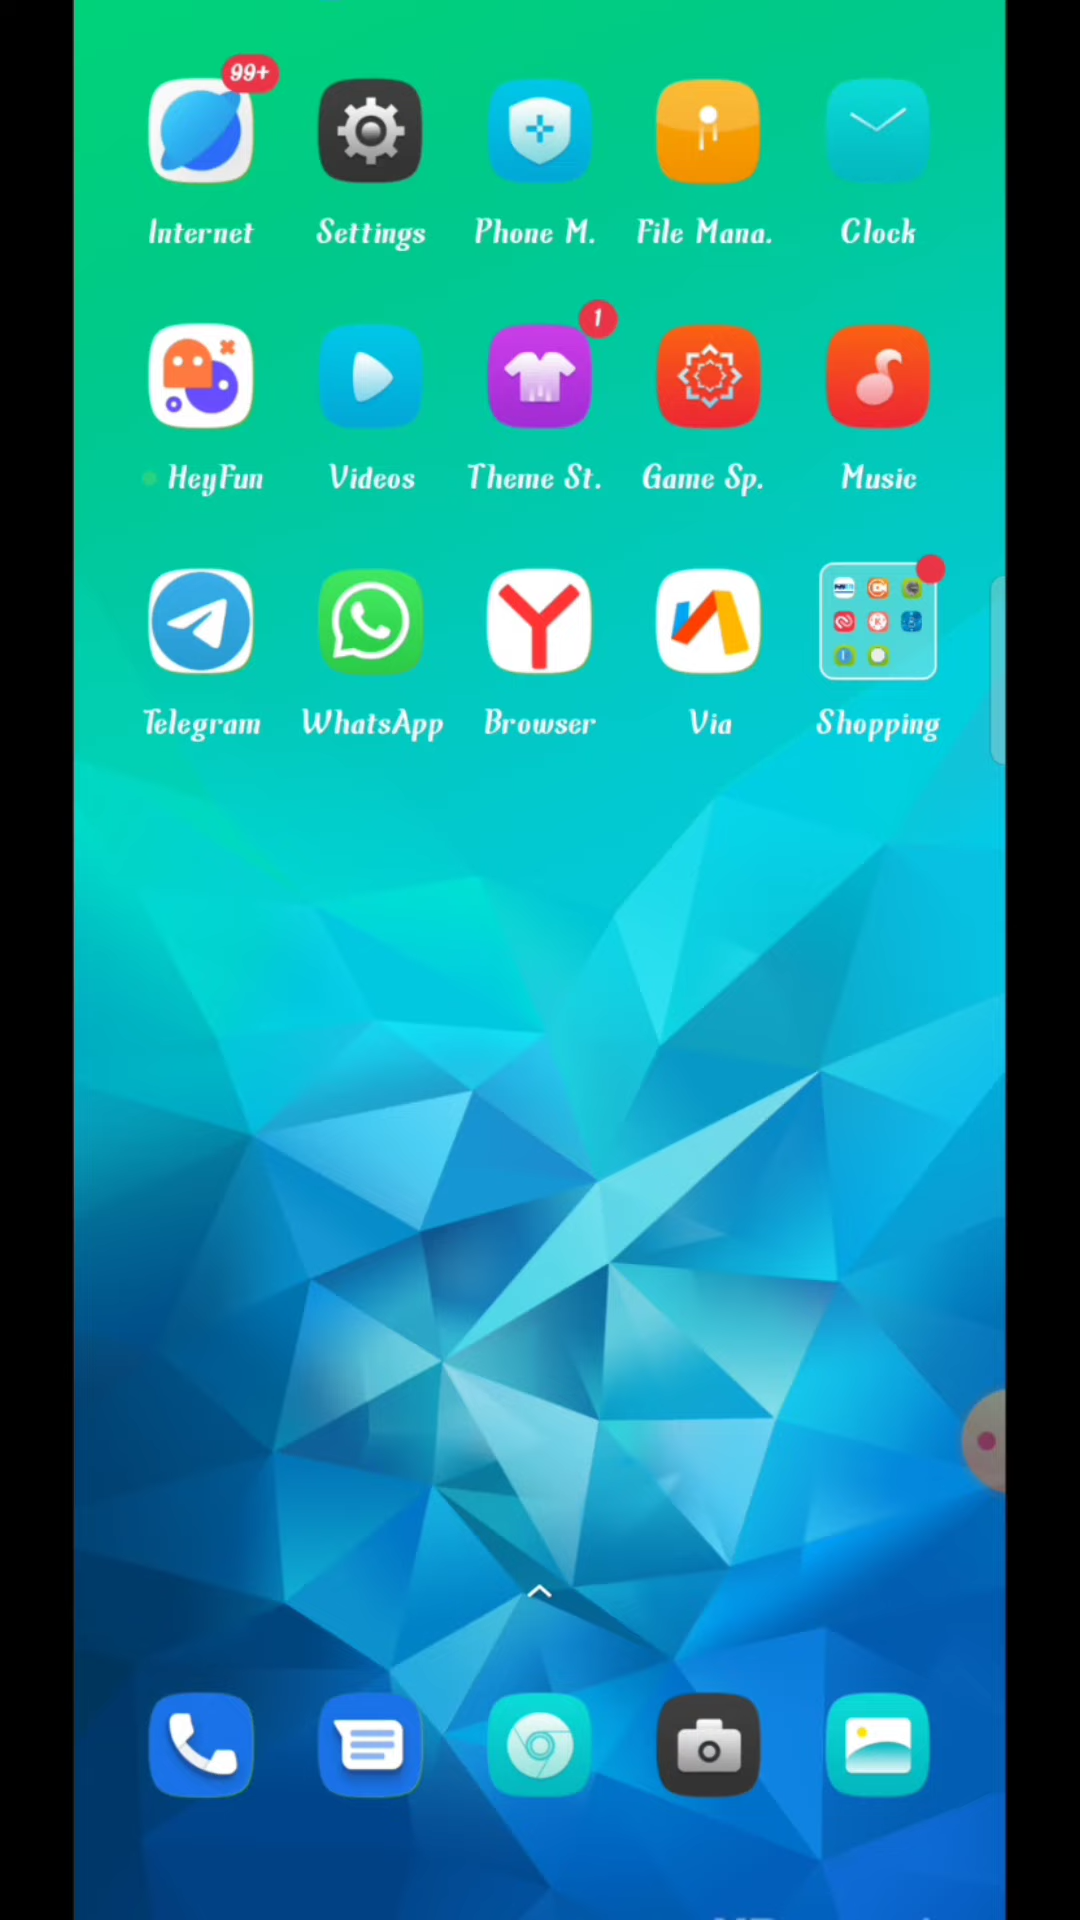 99+
Internet Settings Phone M. File Mana. Clock
1
HeyFun Videos Theme St. Game Sp. Music
Telegram WhatsApp Browser Via Shopping